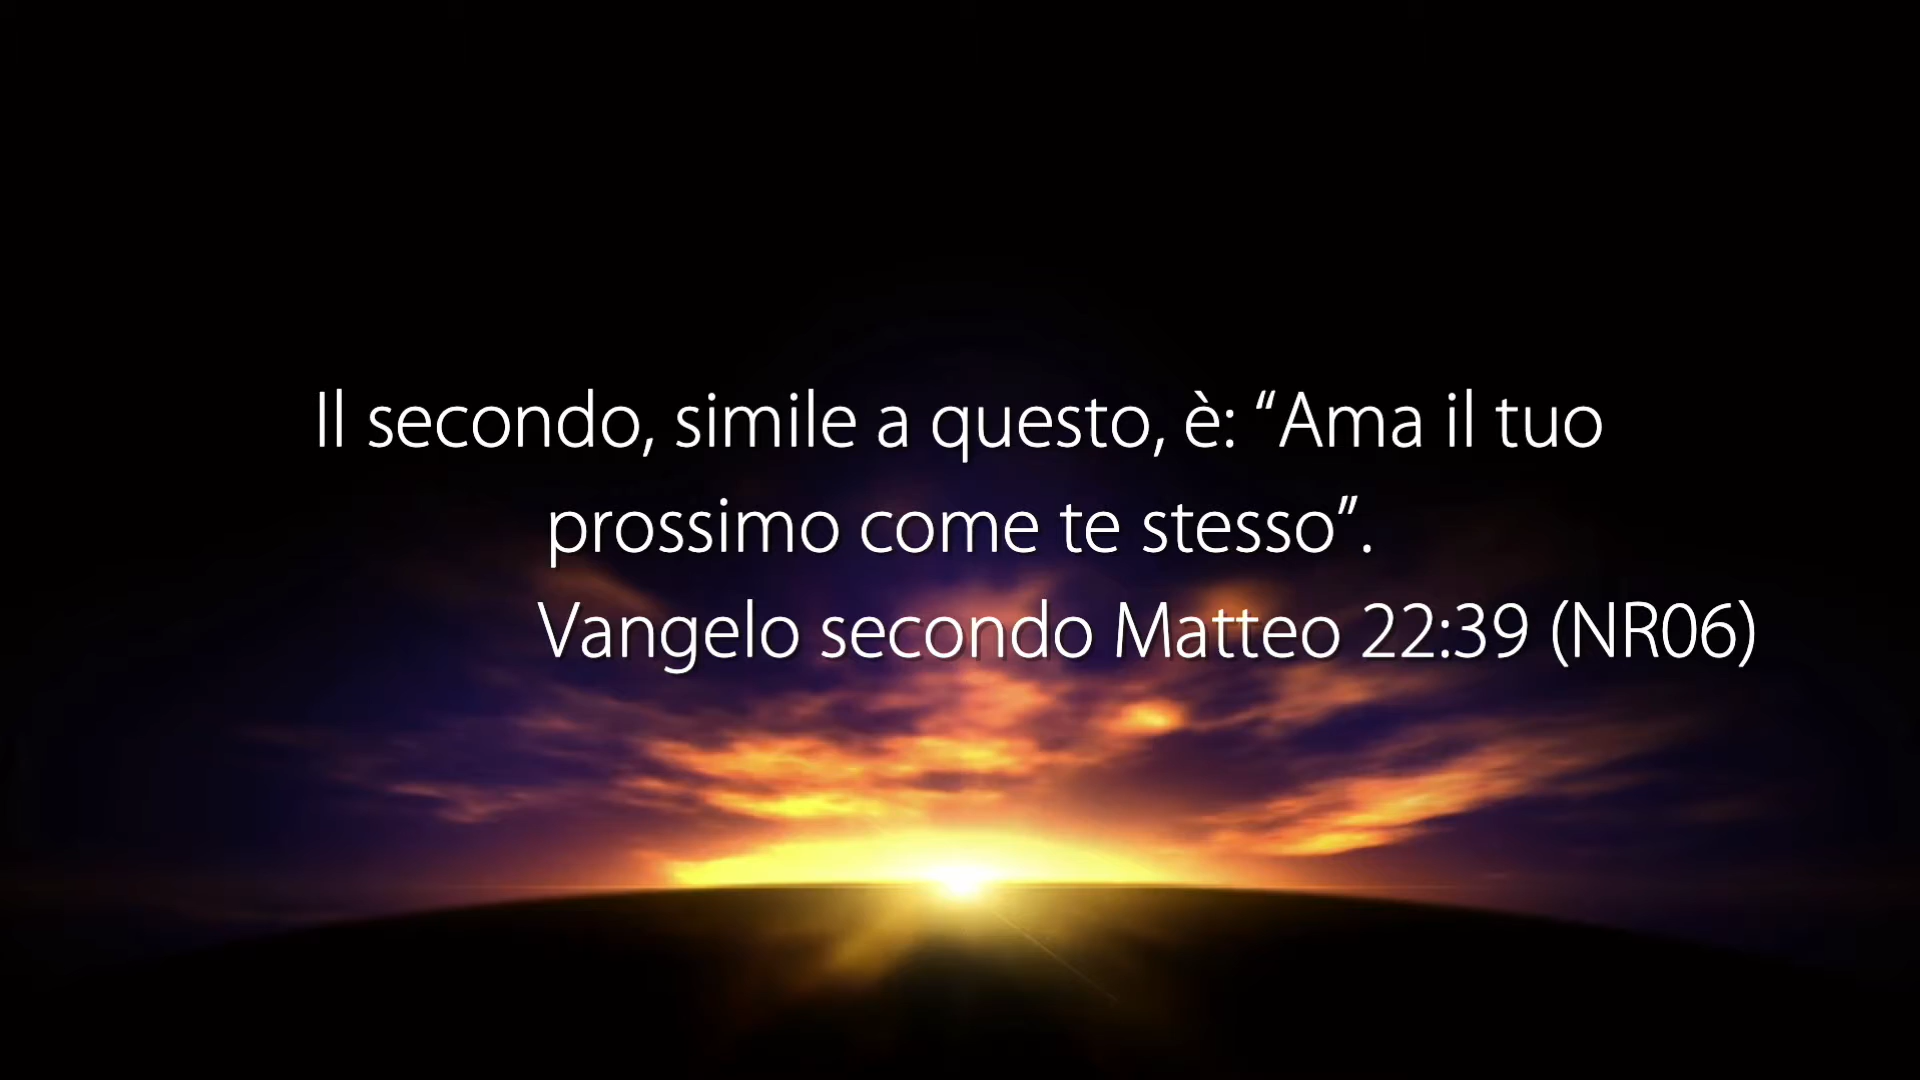 Il secondo, simile a questo, è: “Ama il tuo
prossimo come te stesso”.
Vangelo secondo Matteo 22:39 (NR06)